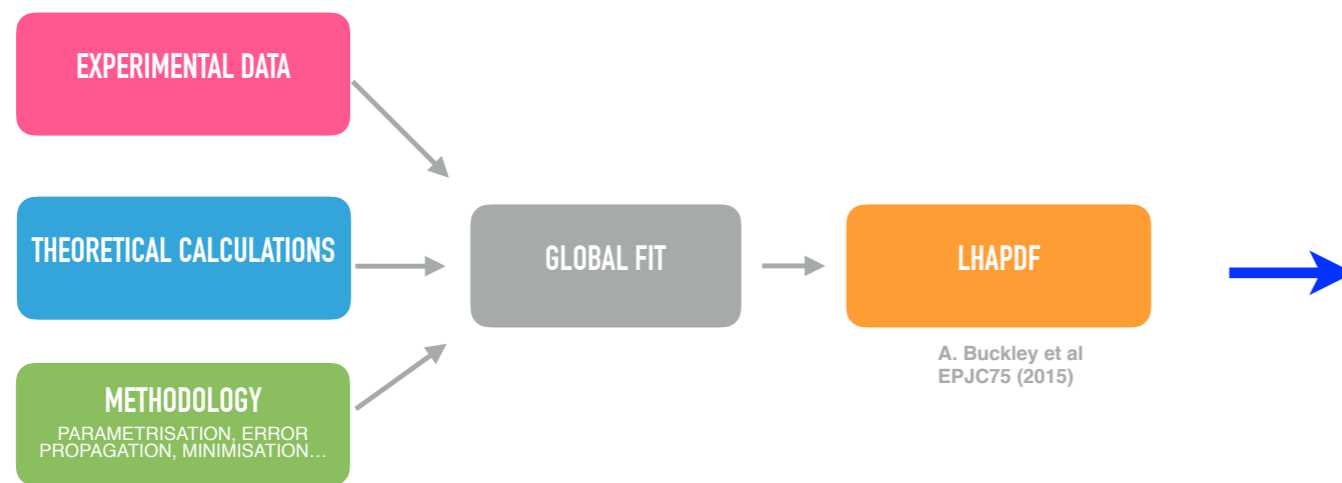 EXPERIMENTAL DATA
THEORETICAL CALCULATIONS
GLOBAL FIT
LHAPDF
A. Buckley et al
EPJC75 (2015)
METHODOLOGY
PARAMETRISATION, ERROR
PROPAGATION, MINIMISATION…